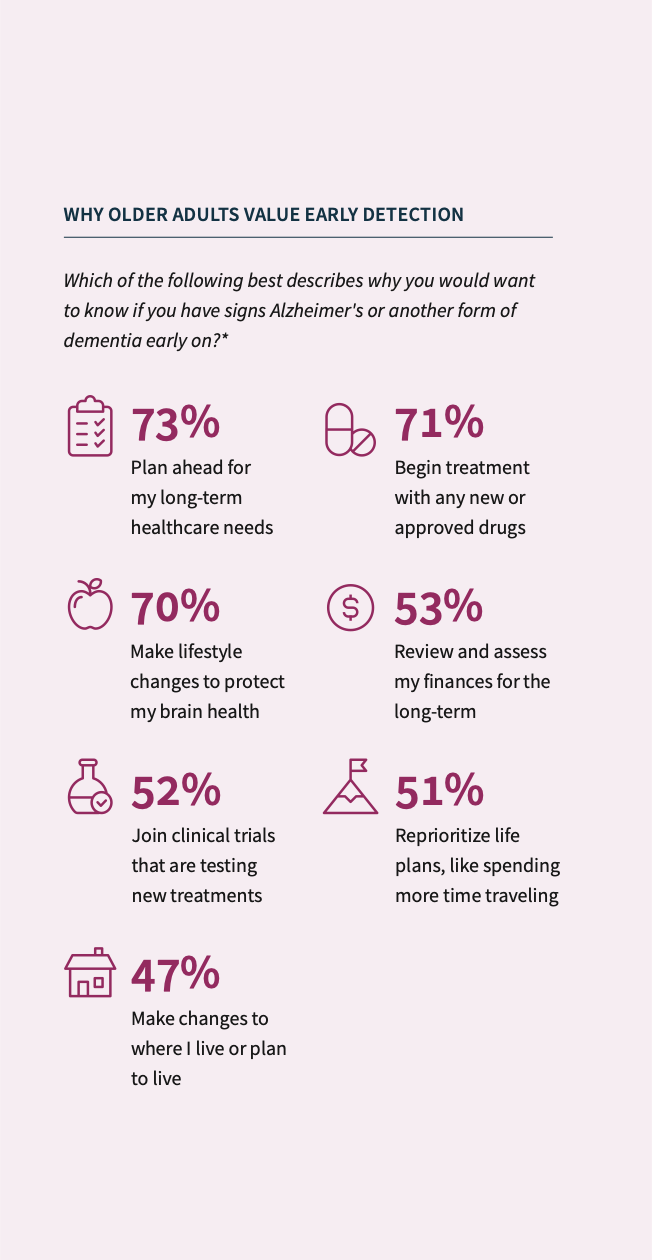 WHY OLDER ADULTS VALUE EARLY DETECTION
Which of the following best describes why you would want
to know if you have signs Alzheimer's or another form of
dementia early on?*
73%
Plan ahead for
my long-term
healthcare needs
71%
Begin treatment
with any new or
approved drugs
70%
Make lifestyle
changes to protect
my brain health
$
53%
Review and assess
my finances for the
long-term
52%
Join clinical trials
that are testing
new treatments
51%
Reprioritize life
plans, like spending
more time traveling
47%
Make changes to
where I live or plan
to live